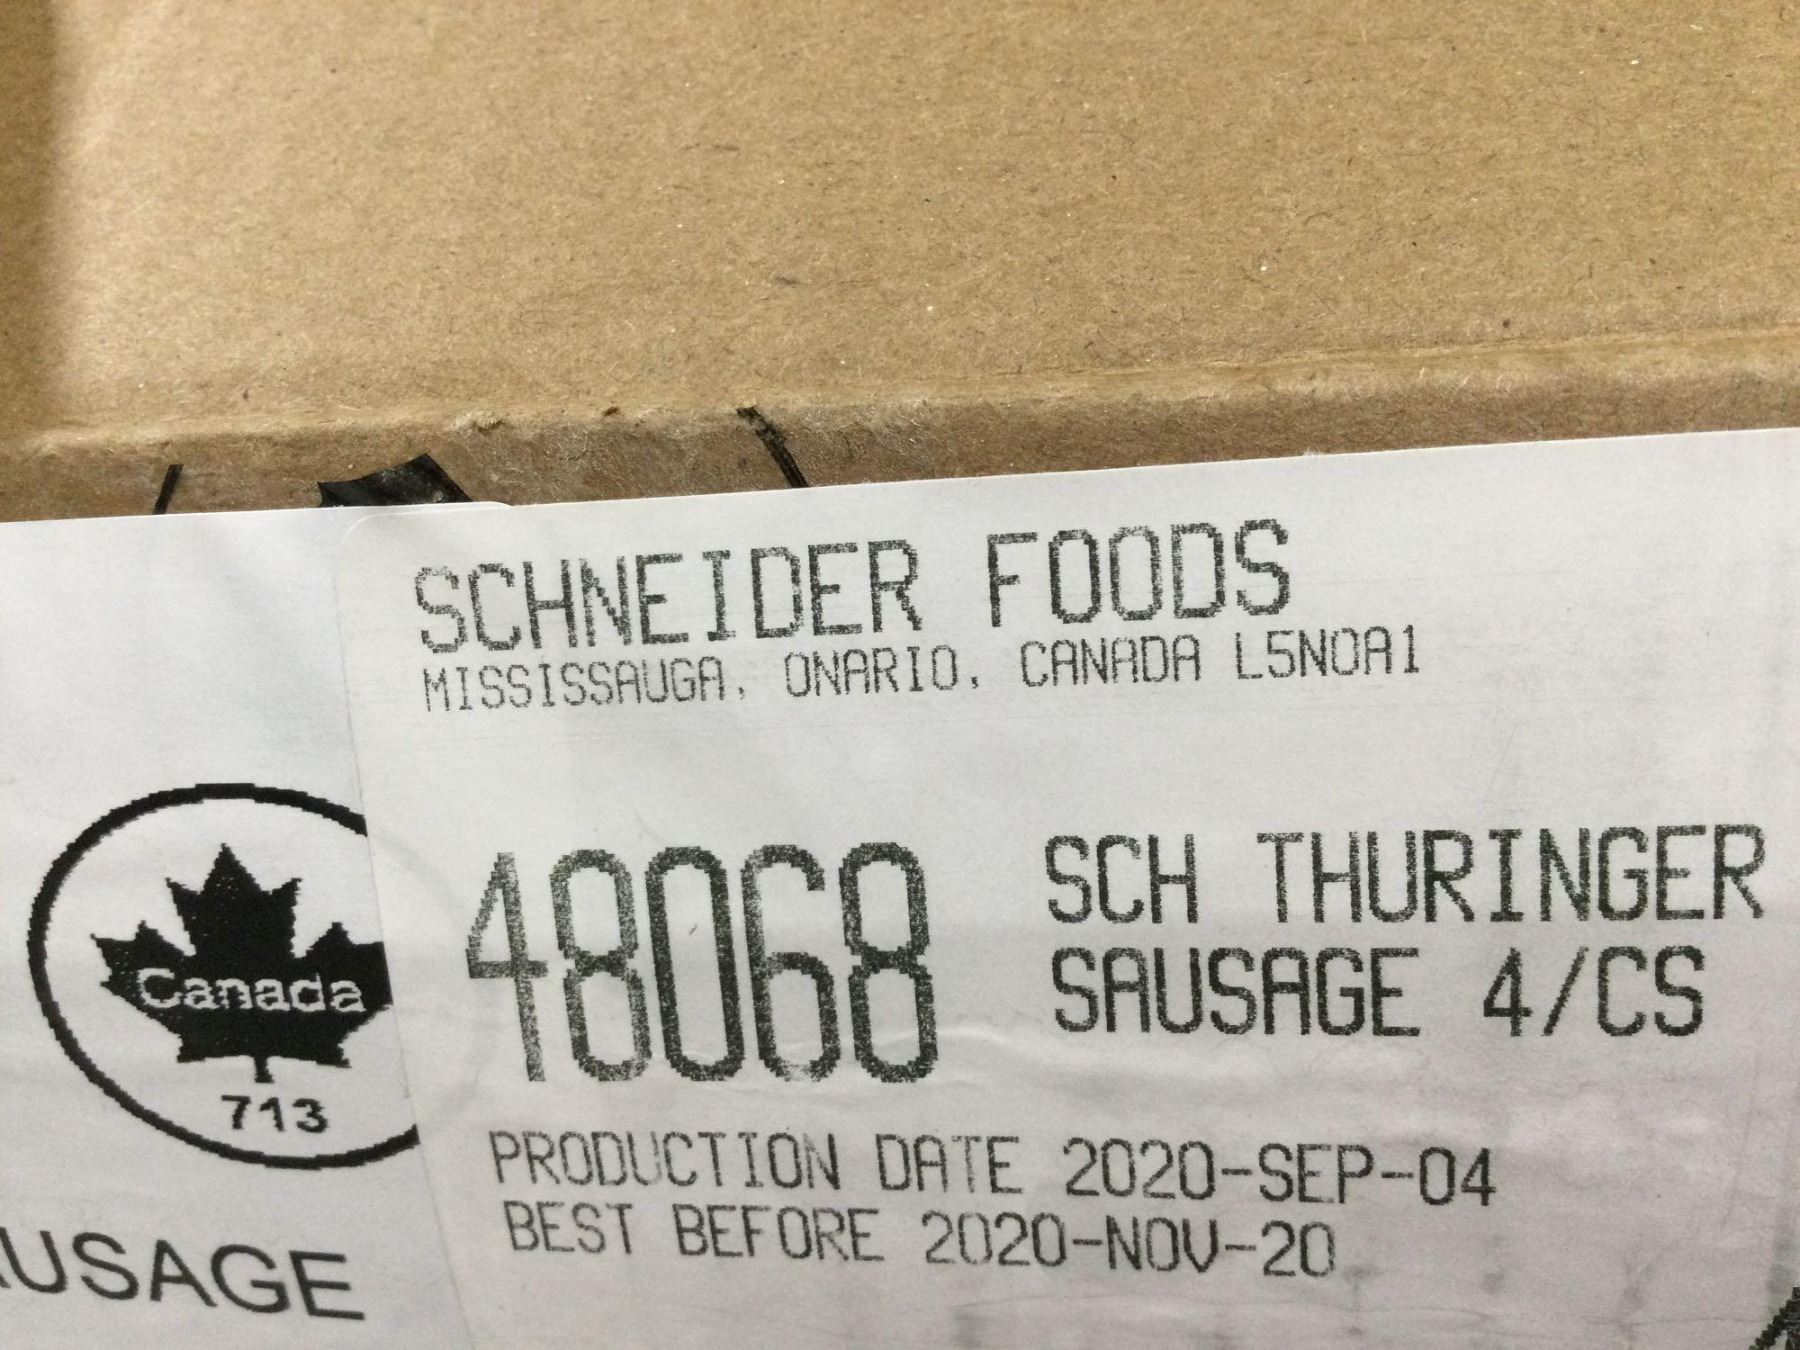 SCHNEIDER FOODS
MISSISSAUGA, ONARIO, CANADA L5N0A1
48068
SCH THURINGER
SAUSAGE 4/CS
Canada
713
PRODUCTION DATE 2020-SEP-04
BEST BEFORE 2020-NOV-20
USAGE